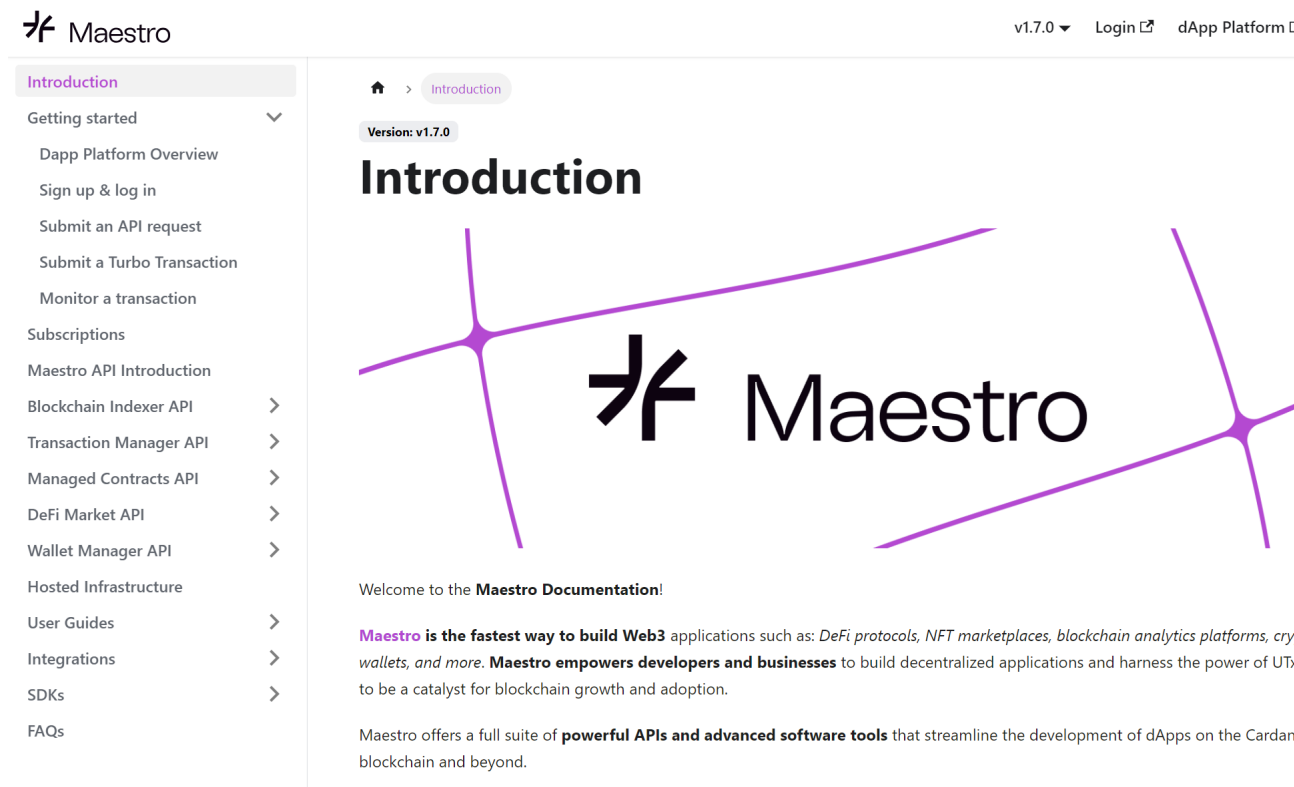 Maestro
v1.7.0
Login
dApp Platform
Introduction
Getting started
Dapp Platform Overview
Sign up & log in
Submit an API request
Submit a Turbo Transaction
Monitor a transaction
Subscriptions
Maestro API Introduction
Blockchain Indexer API
Transaction Manager API
Managed Contracts API
DeFi Market API
Wallet Manager API
Hosted Infrastructure
User Guides
Integrations
SDKs
FAQs
Introduction
Version: v1.7.0
Introduction
Maestro
Welcome to the Maestro Documentation!
Maestro is the fastest way to build Web3 applications such as: DeFi protocols, NFT marketplaces, blockchain analytics platforms,
wallets, and more. Maestro empowers developers and businesses to build decentralized applications and harness the power of
to be a catalyst for blockchain growth and adoption.
Maestro offers a full suite of powerful APIs and advanced software tools that streamline the development of dApps on the
blockchain and beyond.